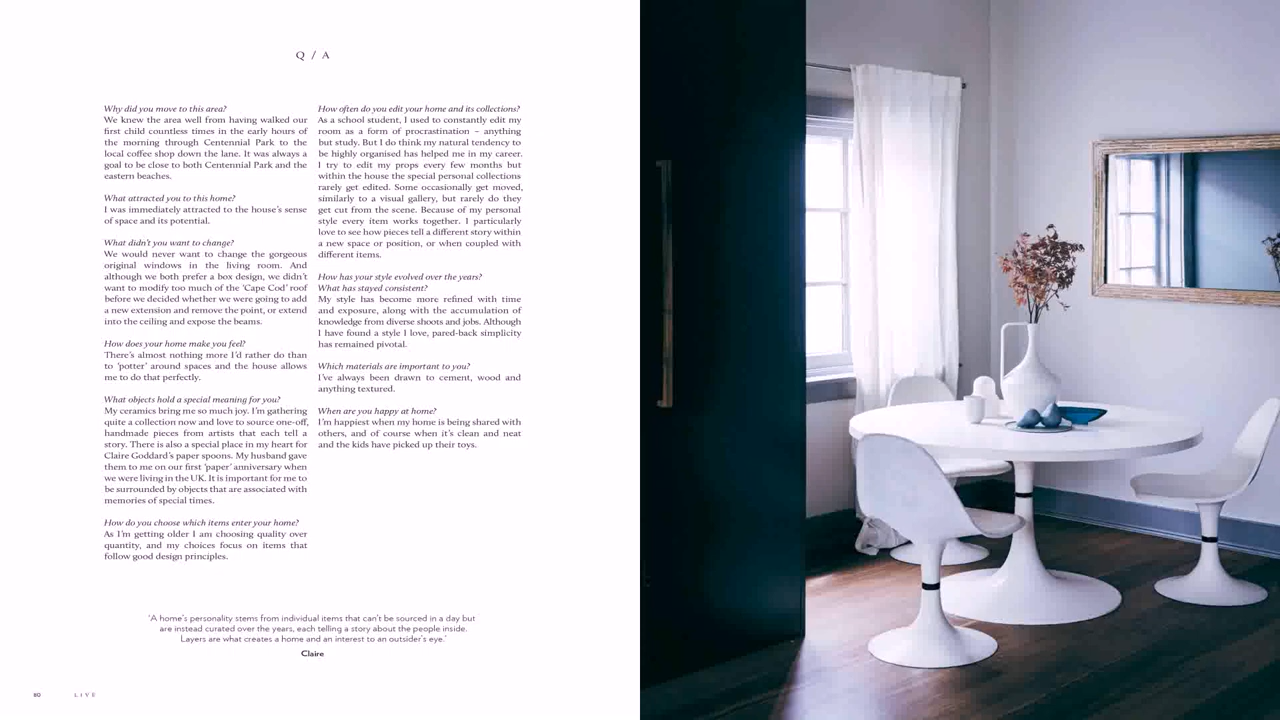 Q / A
Why did you move to this area?
We knew the area well from having walked our
first child countless times in the early hours of
the morning through Centennial Park to the
local coffee shop down the lane. It was always a
goal to be close to both Centennial Park and the
eastern beaches.
What attracted you to this home?
I was immediately attracted to the house's sense
of space and its potential.
What didn't you want to change?
We would never want to change the gorgeous
original windows in the living room. And
although we both prefer a box design, we didn't
want to modify too much of the 'Cape Cod' roof
before we decided whether we were going to add
a new extension and remove the point, or extend
into the ceiling and expose the beams.
How does your home make you feel?
There's almost nothing more I'd rather do than
to 'potter' around spaces and the house allows
me to do that perfectly.
What objects hold a special meaning for you?
My ceramics bring me so much joy. I'm gathering
quite a collection now and love to source one-off,
handmade pieces from artists that each tell a
story. There is also a special place in my heart for
Claire Goddard's paper spoons. My husband gave
them to me on our first 'paper' anniversary when
we were living in the UK. It is important for me to
be surrounded by objects that are associated with
memories of special times.
How do you choose which items enter your home?
As I'm getting older I am choosing quality over
quantity, and my choices focus on items that
follow good design principles.
How often do you edit your home and its collections?
As a school student, I used to constantly edit my
room as a form of procrastination – anything
but study. But I do think my natural tendency to
be highly organised has helped me in my career.
I try to edit my props every few months but
within the house the special personal collections
rarely get edited. Some occasionally get moved,
similarly to a visual gallery, but rarely do they
get cut from the scene. Because of my personal
style every item works together. I particularly
love to see how pieces tell a different story within
a new space or position, or when coupled with
different items.
How has your style evolved over the years?
What has stayed consistent?
My style has become more refined with time
and exposure, along with the accumulation of
knowledge from diverse shoots and jobs. Although
I have found a style I love, pared-back simplicity
has remained pivotal.
Which materials are important to you?
I've always been drawn to cement, wood and
anything textured.
When are you happy at home?
I'm happiest when my home is being shared with
others, and of course when it's clean and neat
and the kids have picked up their toys.
'A home's personality stems from individual items that can't be sourced in a day but
are instead curated over the years, each telling a story about the people inside.
Layers are what creates a home and an interest to an outsider's eye.'
Claire
80 LIVE